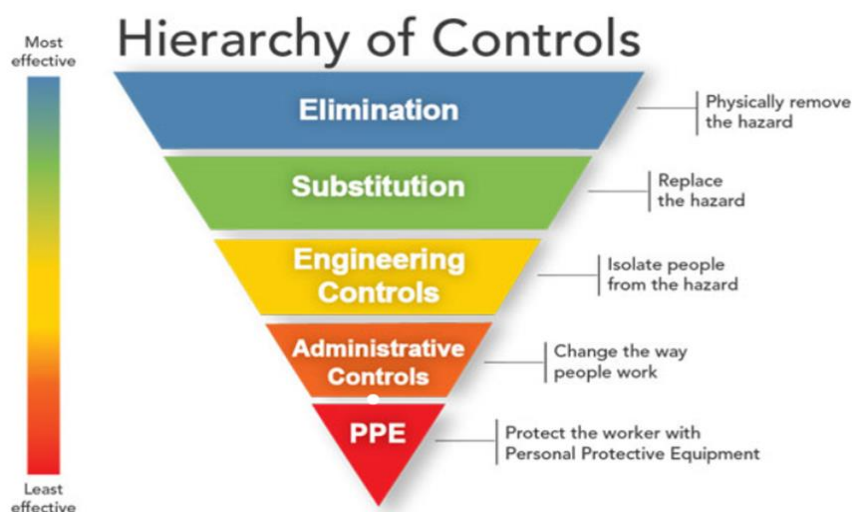 Hierarchy of Controls
Most
effective
Elimination
Physically remove
the hazard
Substitution
Replace
the hazard
Engineering
Controls
Isolate people
from the hazard
Administrative
Controls
Change the way
people work
PPE
Protect the worker with
Personal Protective Equipment
Least
effective